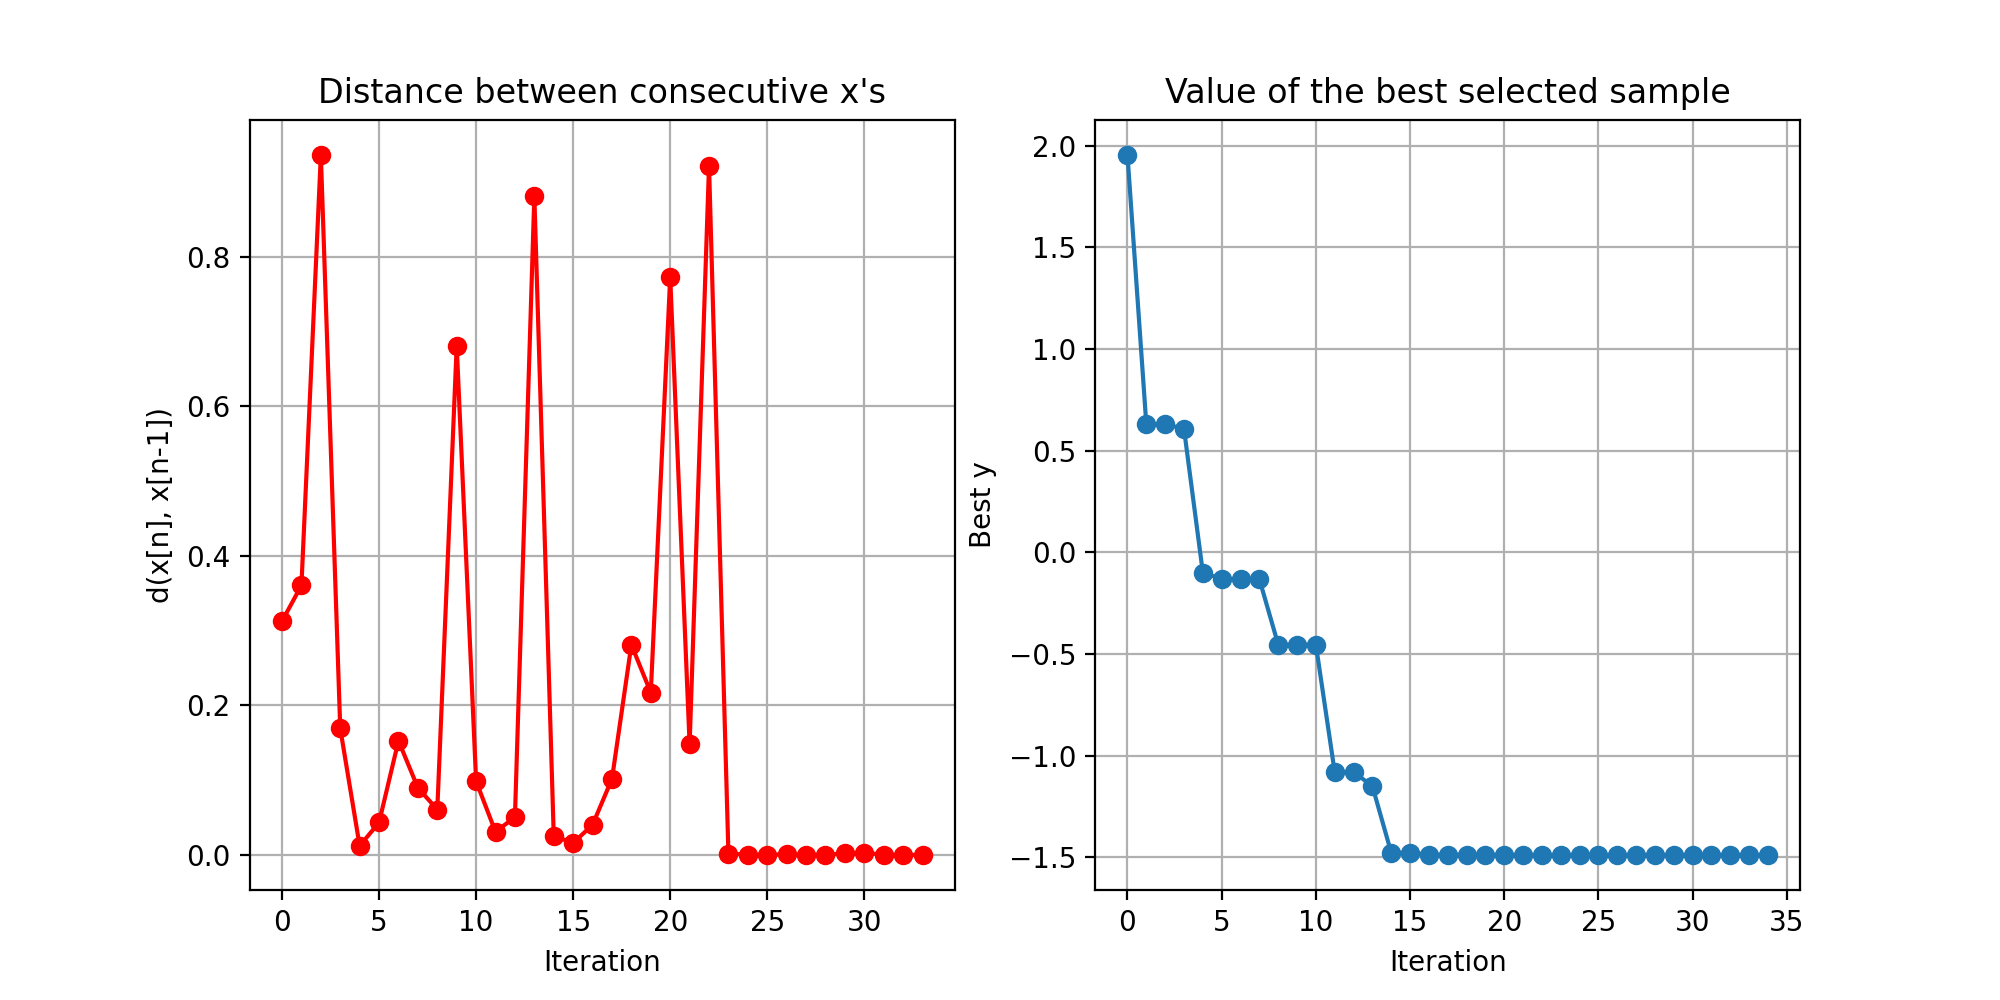 Distance between consecutive x's
d(x[n], x[n-1])
0.8
0.6
0.4
0.2
0.0
0 5 10 15 20 25 30
Iteration
Value of the best selected sample
Best y
2.0
1.5
1.0
0.5
0.0
−0.5
−1.0
−1.5
0 5 10 15 20 25 30 35
Iteration